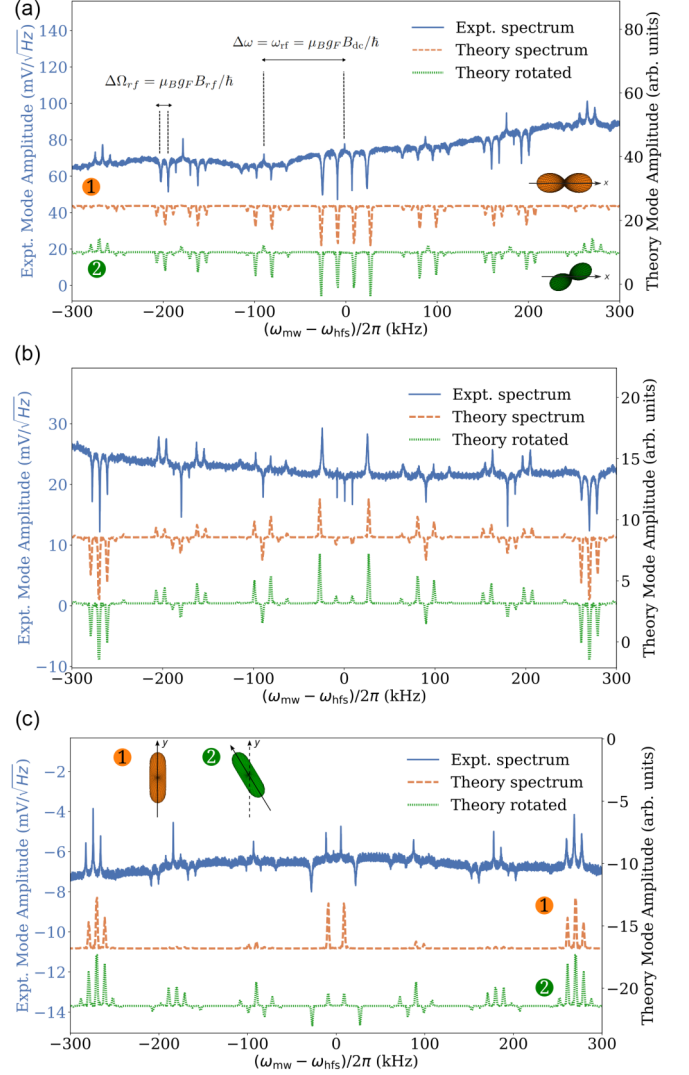 (a)
Δω = ω_rf = μ_B g_F B_dc/ħ
ΔΩ_rf = μ_B g_F B_rf/ħ
Expt. spectrum
Theory spectrum
Theory rotated
Expt. Mode Amplitude (mV/√Hz)
140
120
100
80
60
40
20
0
1
2
x
x
80
60
40
20
0
Theory Mode Amplitude (arb. units)
−300 −200 −100 0 100 200 300
(ω_mw − ω_hfs)/2π (kHz)
(b)
Expt. spectrum
Theory spectrum
Theory rotated
Expt. Mode Amplitude (mV/√Hz)
30
20
10
0
−10
20
15
10
5
0
Theory Mode Amplitude (arb. units)
−300 −200 −100 0 100 200 300
(ω_mw − ω_hfs)/2π (kHz)
(c)
1
y
2
y
Expt. spectrum
Theory spectrum
Theory rotated
Expt. Mode Amplitude (mV/√Hz)
−2
−4
−6
−8
−10
−12
−14
1
2
0
−5
−10
−15
−20
Theory Mode Amplitude (arb. units)
−300 −200 −100 0 100 200 300
(ω_mw − ω_hfs)/2π (kHz)